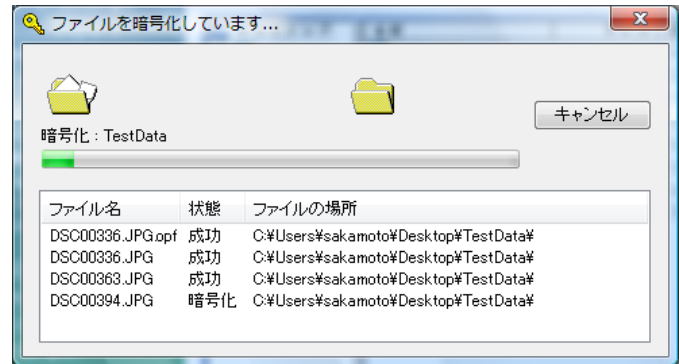 ファイルを暗号化しています...
キャンセル
暗号化 : TestData
ファイル名 状態 ファイルの場所
DSC00336.JPG.opf 成功 C:¥Users¥sakamoto¥Desktop¥TestData¥
DSC00336.JPG 成功 C:¥Users¥sakamoto¥Desktop¥TestData¥
DSC00363.JPG 成功 C:¥Users¥sakamoto¥Desktop¥TestData¥
DSC00394.JPG 暗号化 C:¥Users¥sakamoto¥Desktop¥TestData¥